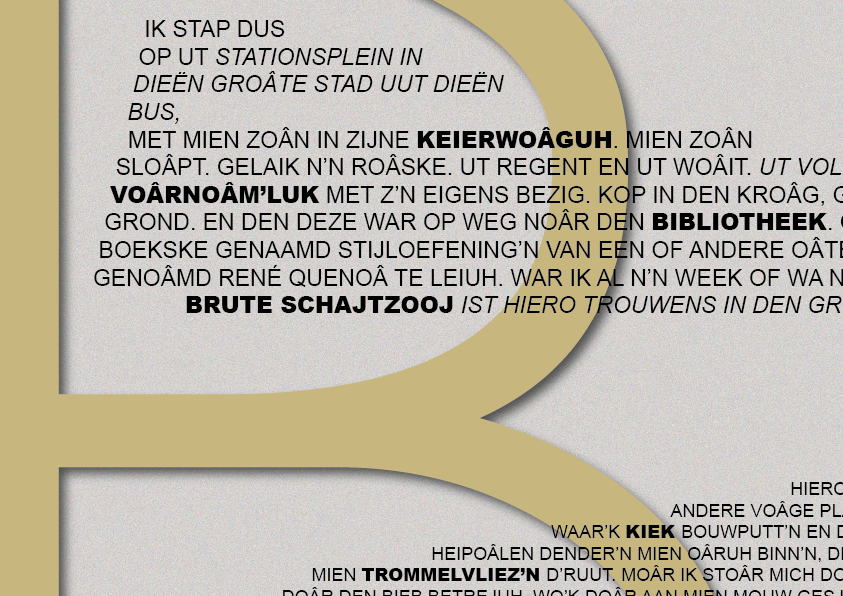 IK STAP DUS
OP UT STATIONSPLEIN IN
DIEËN GROÂTE STAD UUT DIEËN
BUS,
MET MIEN ZOÂN IN ZIJNE KEIERWOÂGUH. MIEN ZOÂN
SLOÂPT. GELAIK N'N ROÂSKE. UT REGENT EN UT WOÂIT. UT VOL
VOÂRNOÂM'LUK MET Z'N EIGENS BEZIG. KOP IN DEN KROÂG, G
GROND. EN DEN DEZE WAR OP WEG NOÂR DEN BIBLIOTHEEK.
BOEKSKE GENAAMD STIJLOEFENING'N VAN EEN OF ANDERE OÂTE
GENOÂMD RENÉ QUENOÂ TE LEIUH. WAR IK AL N'N WEEK OF WA N
BRUTE SCHAJTZOOJ IST HIERO TROUWENS IN DEN GR
HIERO
ANDERE VOÂGE PL
WAAR'K KIEK BOUWPUTT'N EN D
HEIPOÂLEN DENDER'N MIEN OÂRUH BINN'N, D
MIEN TROMMELVLIEZ'N D'RUUT. MOÂR IK STOÂR MICH DO
DOÂR DEN